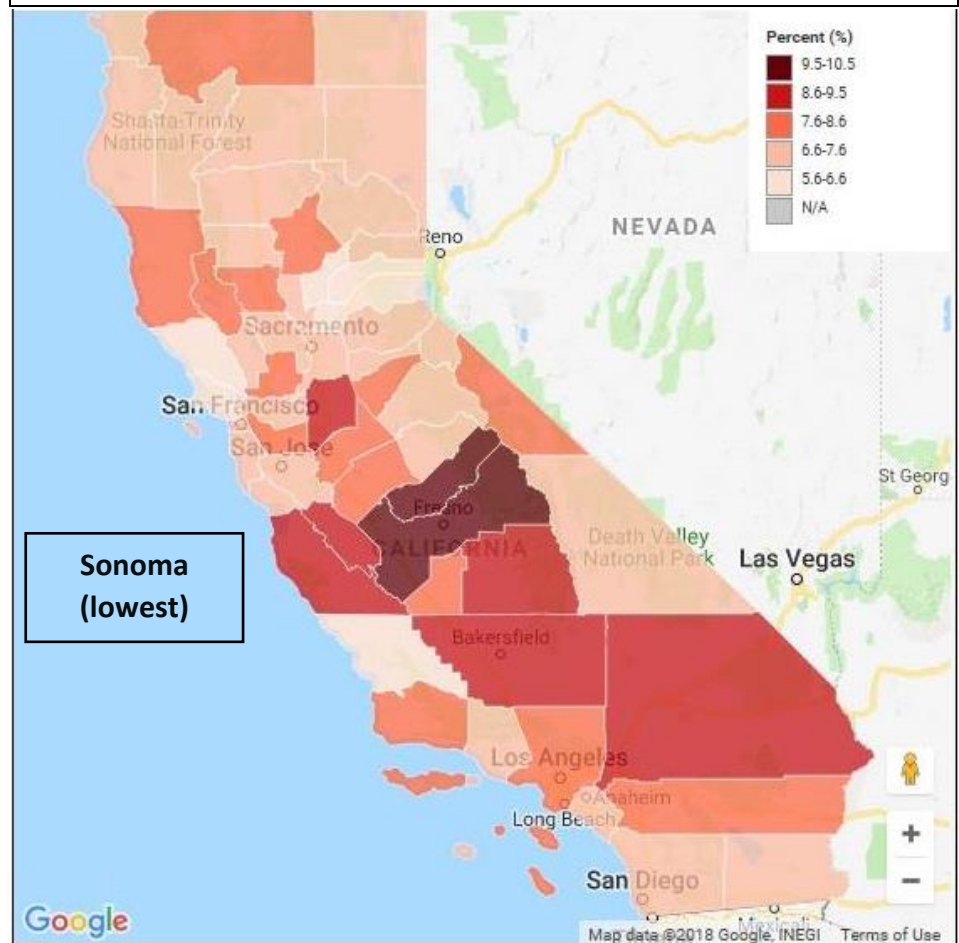 Percent (%)
9.5-10.5
8.6-9.5
7.6-8.6
6.6-7.6
5.6-6.6
N/A
Shasta-Trinity
National Forest
NEVADA
Reno
Sacramento
San Francisco
San Jose
St Georg
Fresno
CALIFORNIA
Death Valley
National Park
Las Vegas
Sonoma
(lowest)
Bakersfield
Los Angeles
Anaheim
Long Beach
+
San Diego
−
Google
Mexicali
Map data ©2018 Google, INEGI Terms of Use